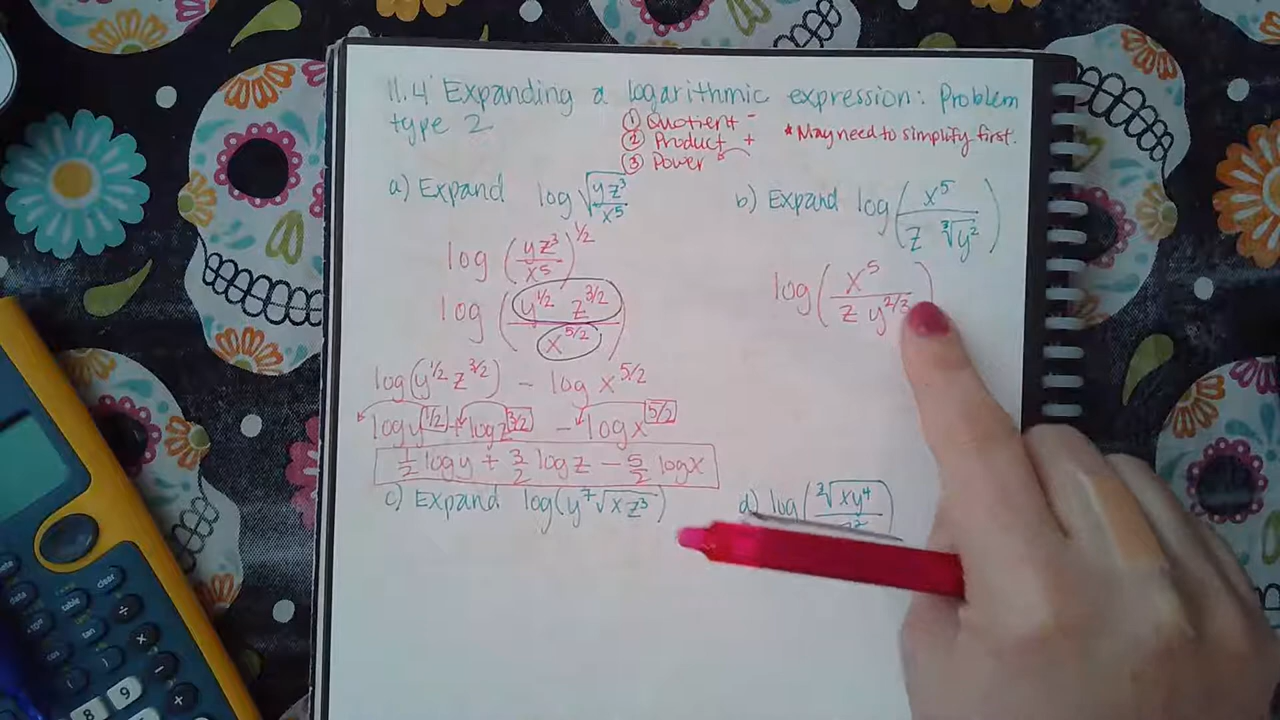 11.4 Expanding a logarithmic expression: Problem
type 2
① Quotient -
② Product +
③ Power
*May need to simplify first.
a) Expand log√(yz³/x⁵)
log (yz³/x⁵)^1/2
log (y^1/2 z^3/2 / x^5/2)
log(y^1/2 z^3/2) - log x^5/2
log y^1/2 + log z^3/2 - log x^5/2
1/2 log y + 3/2 log z - 5/2 log x
b) Expand log(x⁵ / z ∛y²)
log(x⁵ / z y^2/3)
c) Expand log(y⁷√xz³)
d) log(∛xy⁴
9
8